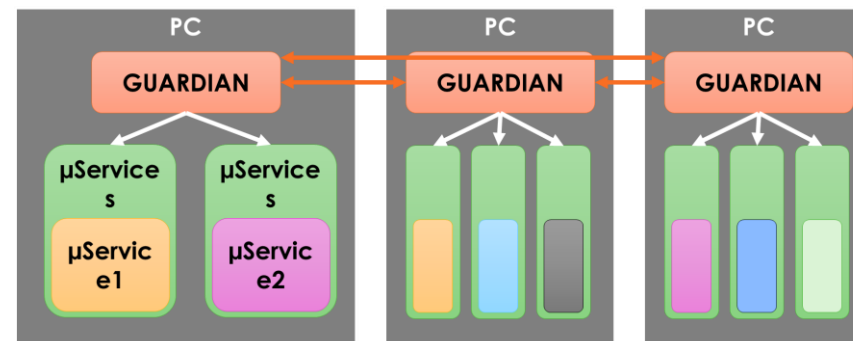 PC
GUARDIAN
µService
s
µServic
e1
µService
s
µServic
e2
PC
GUARDIAN
PC
GUARDIAN